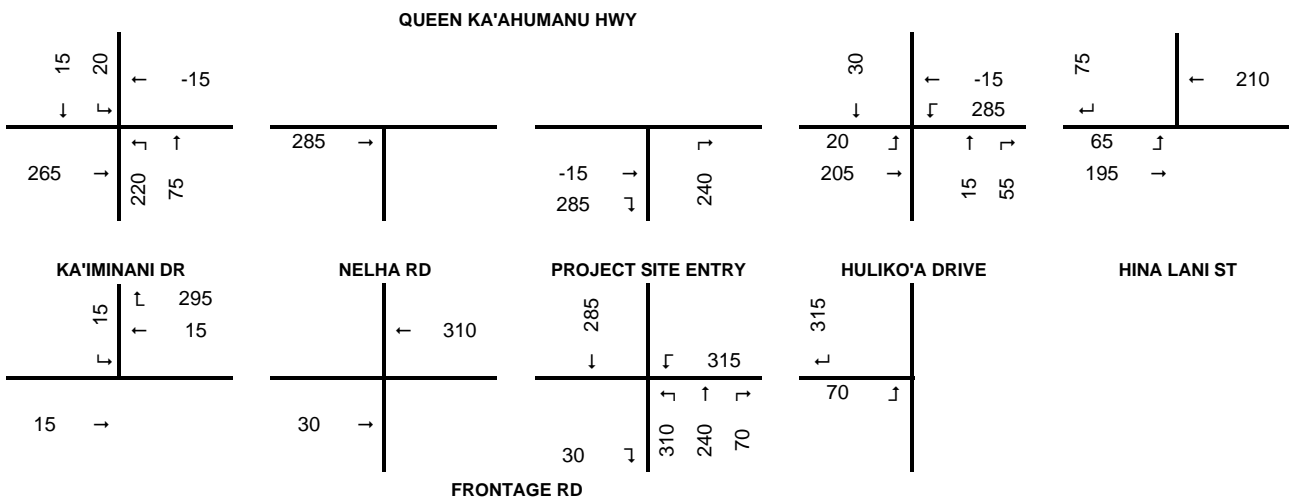 QUEEN KA'AHUMANU HWY
15 20 ← -15
↓ ↳
265 → ↰ ↑
220 75
285 →
-15 → ↱
285 ↴ 240
30 ← -15
↓ ↲ 285
20 ⮥ ↑ ↱
205 → 15 55
75 ← 210
↵
65 ⮥
195 →
KA'IMINANI DR NELHA RD PROJECT SITE ENTRY HULIKO'A DRIVE HINA LANI ST
15 ↑ 295
↳ ← 15
15 →
← 310
30 →
285
↓ ↲ 315
↰ ↑ ↱
30 ↴ 310 240 70
315
↵
70 ⮥
FRONTAGE RD